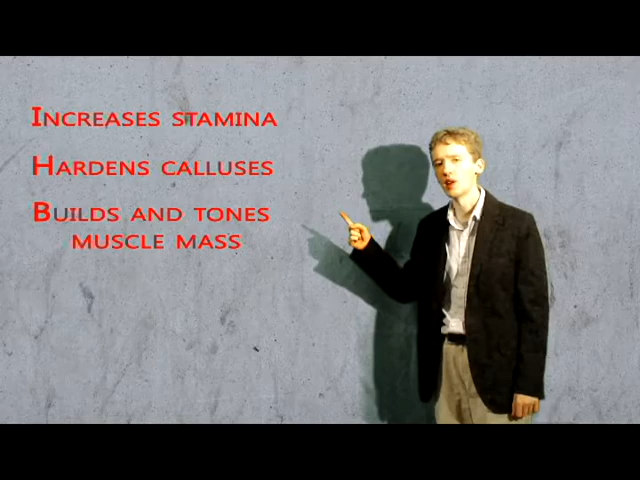 Increases stamina
Hardens calluses
Builds and tones
muscle mass